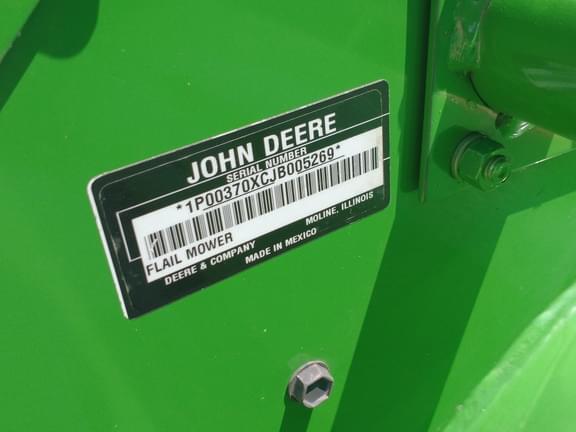 JOHN DEERE
SERIAL NUMBER
*1P00370XCJB005269*
FLAIL MOWER
DEERE & COMPANY MOLINE, ILLINOIS
MADE IN MEXICO